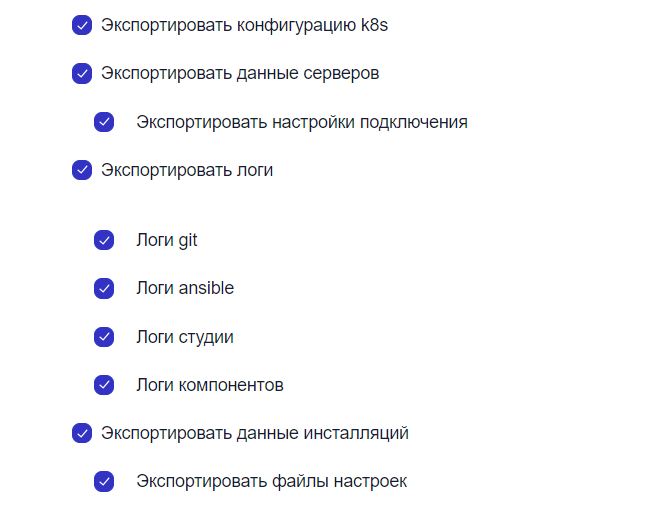 Экспортировать конфигурацию k8s
Экспортировать данные серверов
Экспортировать настройки подключения
Экспортировать логи
Логи git
Логи ansible
Логи студии
Логи компонентов
Экспортировать данные инсталляций
Экспортировать файлы настроек